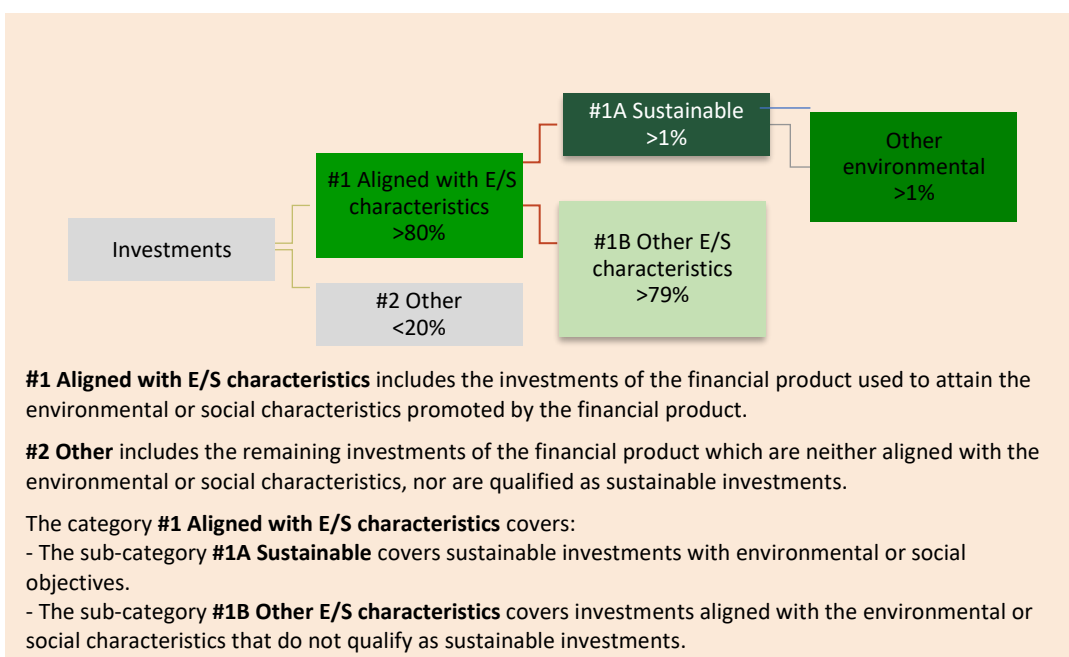 #1A Sustainable
>1%
Other
environmental
>1%
#1 Aligned with E/S
characteristics
>80%
Investments
#1B Other E/S
characteristics
>79%
#2 Other
<20%
#1 Aligned with E/S characteristics includes the investments of the financial product used to attain the
environmental or social characteristics promoted by the financial product.
#2 Other includes the remaining investments of the financial product which are neither aligned with the
environmental or social characteristics, nor are qualified as sustainable investments.
The category #1 Aligned with E/S characteristics covers:
- The sub-category #1A Sustainable covers sustainable investments with environmental or social
objectives.
- The sub-category #1B Other E/S characteristics covers investments aligned with the environmental or
social characteristics that do not qualify as sustainable investments.